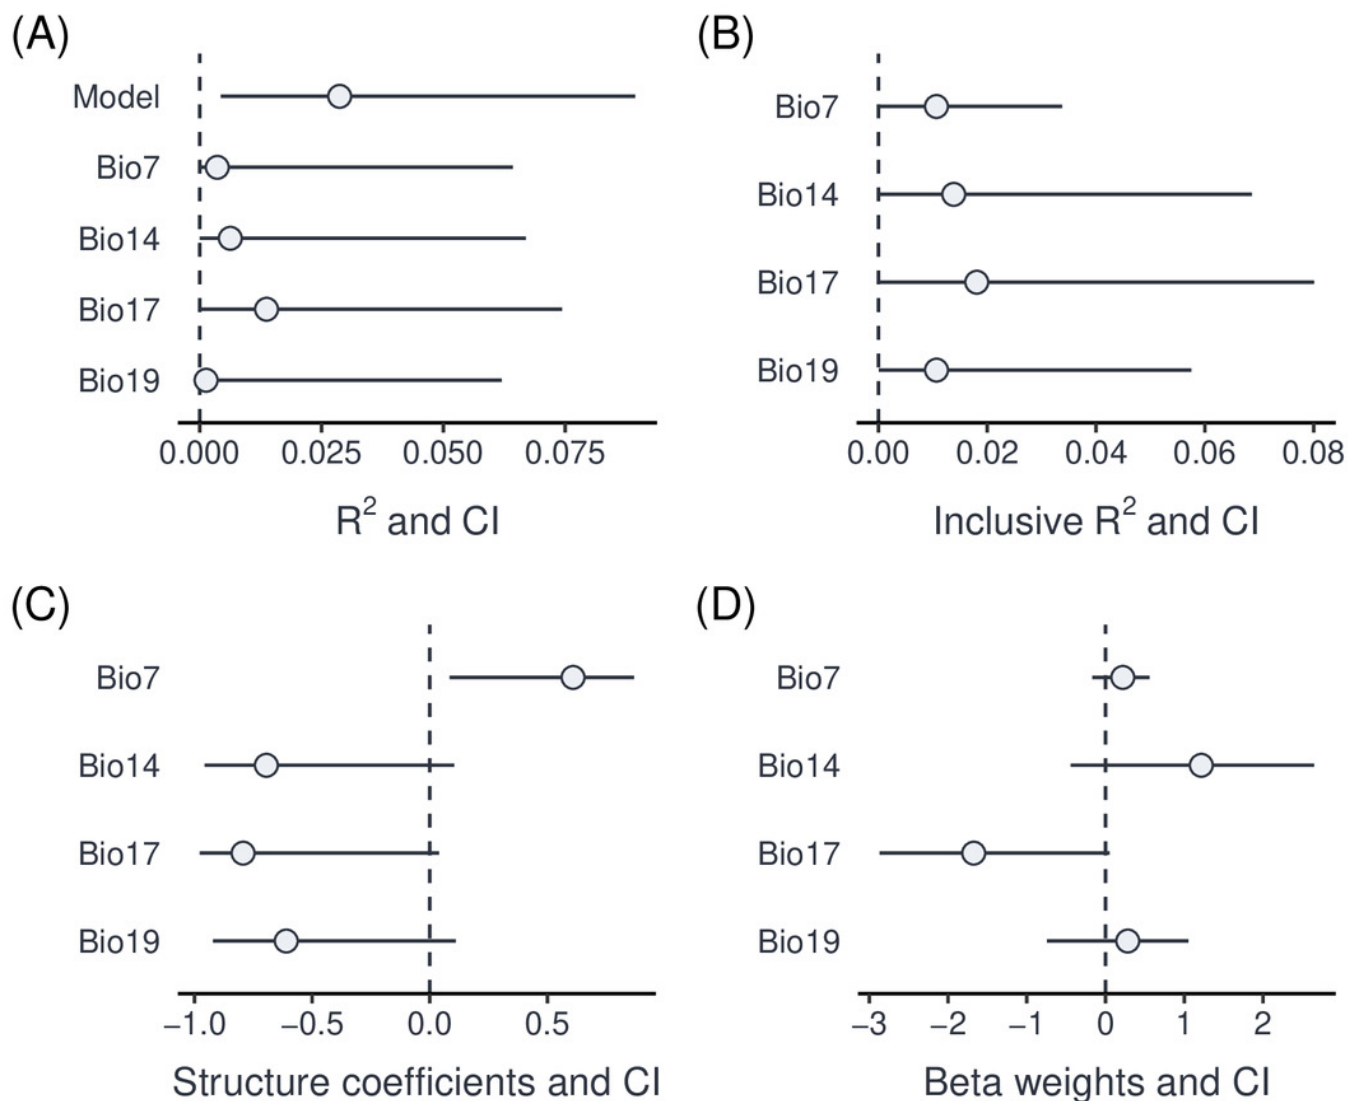 (A)
Model
Bio7
Bio14
Bio17
Bio19
0.000 0.025 0.050 0.075
R² and CI
(B)
Bio7
Bio14
Bio17
Bio19
0.00 0.02 0.04 0.06 0.08
Inclusive R² and CI
(C)
Bio7
Bio14
Bio17
Bio19
−1.0 −0.5 0.0 0.5
Structure coefficients and CI
(D)
Bio7
Bio14
Bio17
Bio19
−3 −2 −1 0 1 2
Beta weights and CI